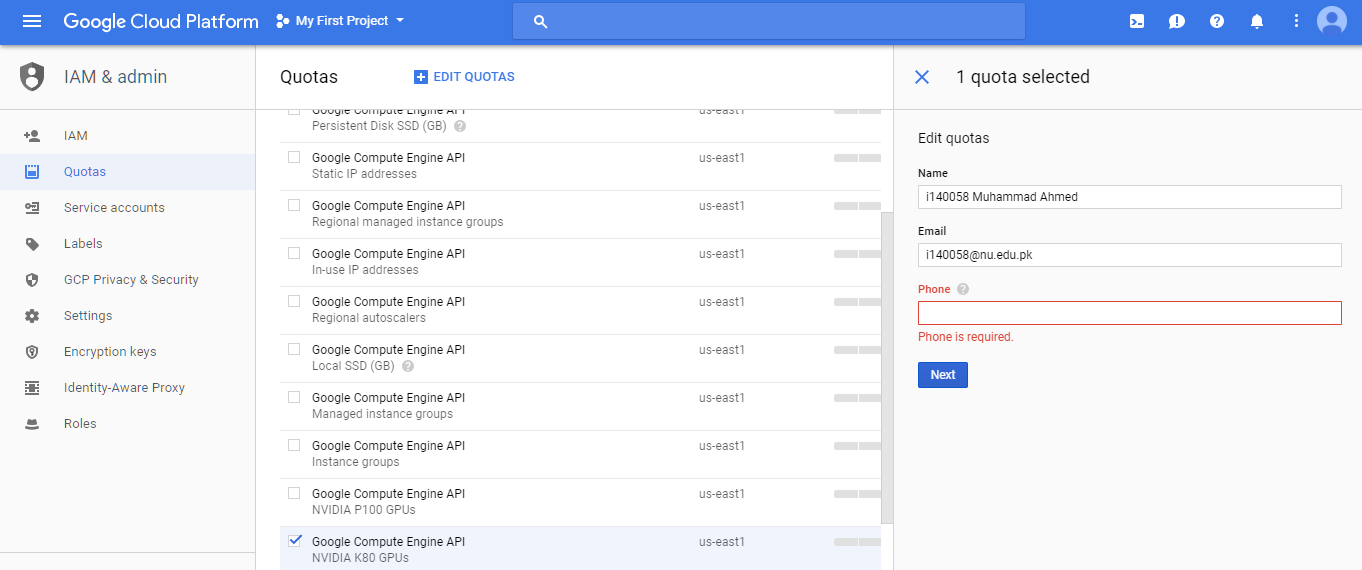 Google Cloud Platform
My First Project
IAM & admin
IAM
Quotas
Service accounts
Labels
GCP Privacy & Security
Settings
Encryption keys
Identity-Aware Proxy
Roles
Quotas
EDIT QUOTAS
Google Compute Engine API us-east1
Persistent Disk SSD (GB)
Google Compute Engine API us-east1
Static IP addresses
Google Compute Engine API us-east1
Regional managed instance groups
Google Compute Engine API us-east1
In-use IP addresses
Google Compute Engine API us-east1
Regional autoscalers
Google Compute Engine API us-east1
Local SSD (GB)
Google Compute Engine API us-east1
Managed instance groups
Google Compute Engine API us-east1
Instance groups
Google Compute Engine API us-east1
NVIDIA P100 GPUs
Google Compute Engine API us-east1
NVIDIA K80 GPUs
1 quota selected
Edit quotas
Name
i140058 Muhammad Ahmed
Email
i140058@nu.edu.pk
Phone
Phone is required.
Next